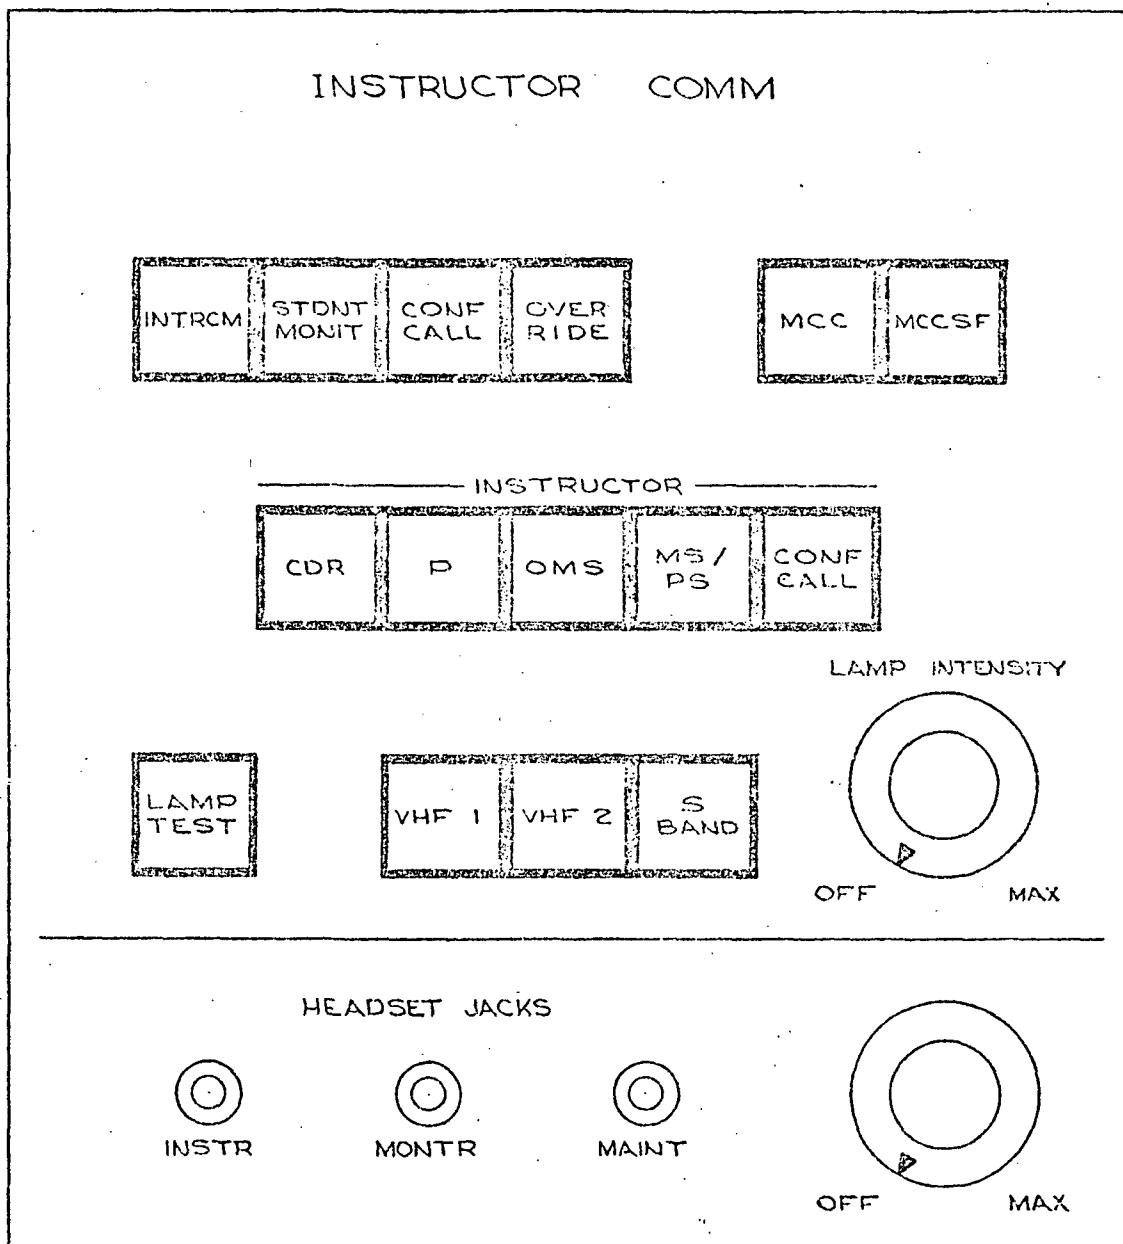 INSTRUCTOR COMM
INTRCM
STDNT
MONIT
CONF
CALL
OVER
RIDE
MCC
MCCSF
INSTRUCTOR
CDR
P
OMS
MS/
PS
CONF
CALL
LAMP INTENSITY
LAMP
TEST
VHF 1
VHF 2
S
BAND
OFF
MAX
HEADSET JACKS
INSTR
MONTR
MAINT
OFF
MAX